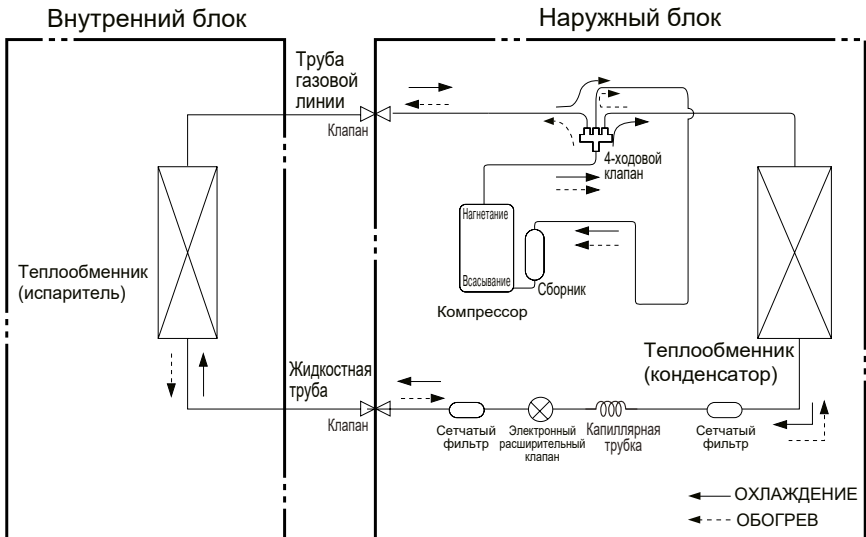 Внутренний блок
Наружный блок
Труба
газовой
линии
Клапан
4-ходовой
клапан
Нагнетание
Всасывание
Сборник
Компрессор
Теплообменник
(испаритель)
Теплообменник
(конденсатор)
Жидкостная
труба
Клапан
Сетчатый
фильтр
Электронный
расширительный
клапан
Капиллярная
трубка
Сетчатый
фильтр
ОХЛАЖДЕНИЕ
ОБОГРЕВ